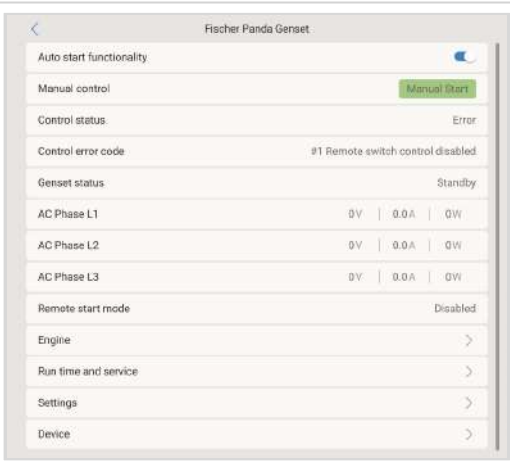 Fischer Panda Genset
Auto start functionality
Manual control Manual Start
Control status Error
Control error code #1 Remote switch control disabled
Genset status Standby
AC Phase L1 0V | 0.0A | 0W
AC Phase L2 0V | 0.0A | 0W
AC Phase L3 0V | 0.0A | 0W
Remote start mode Disabled
Engine
Run time and service
Settings
Device